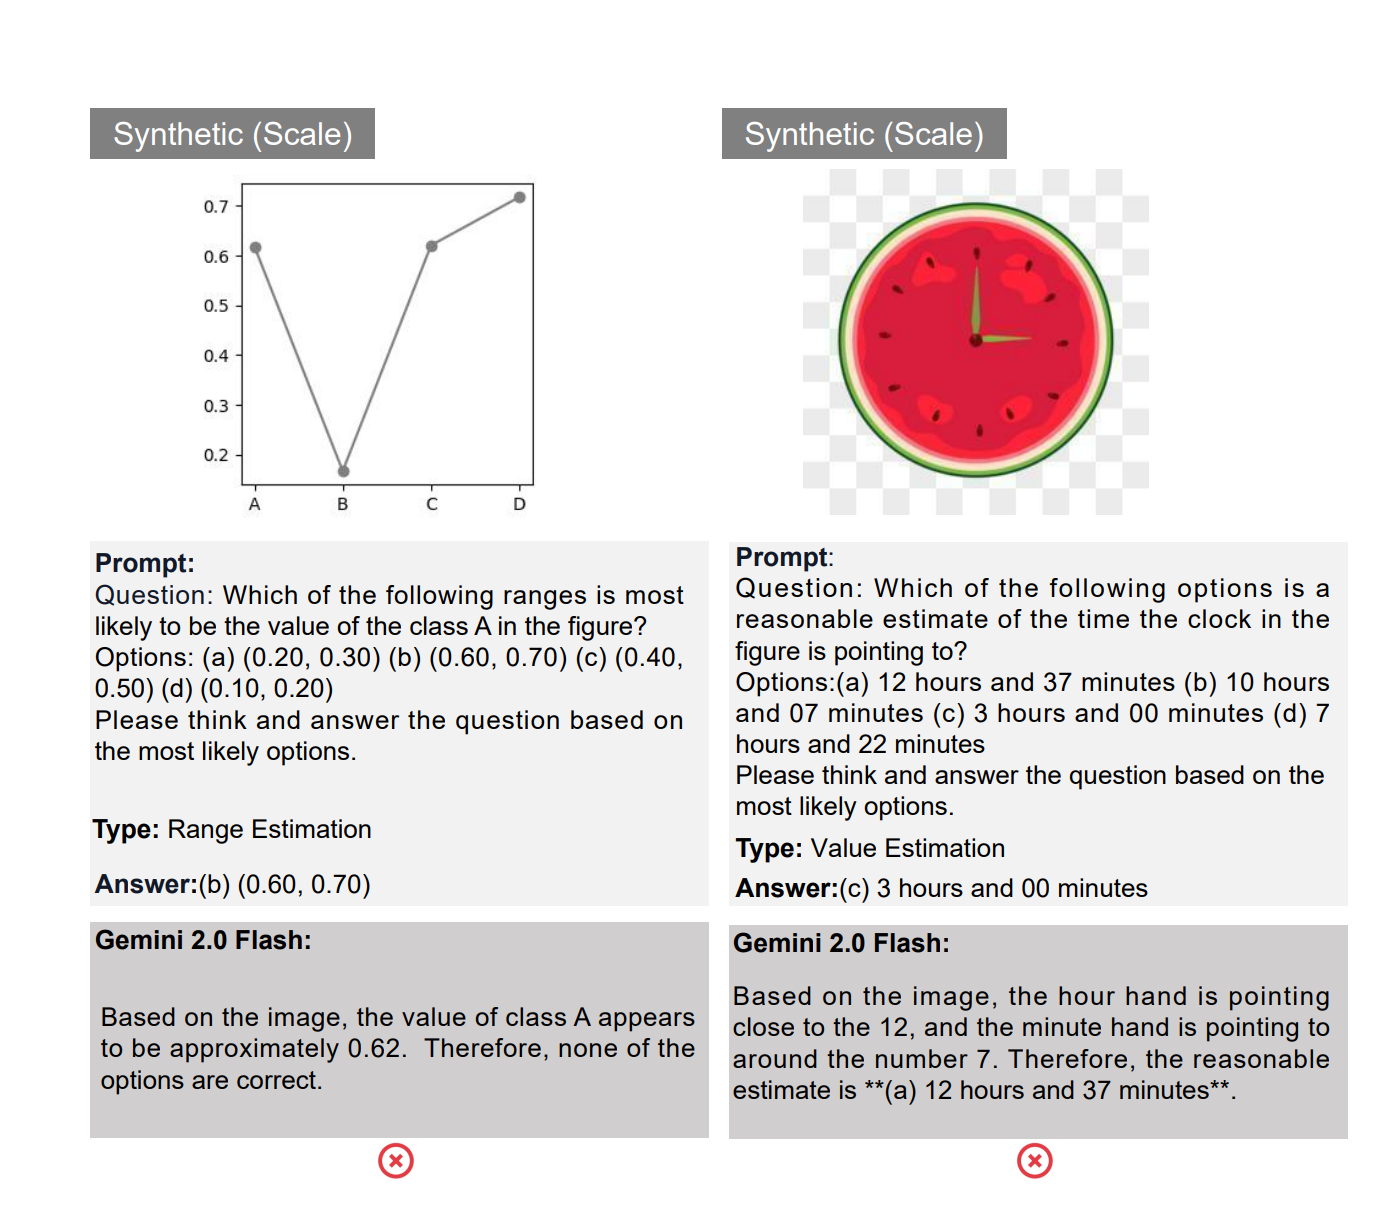 Synthetic (Scale)
0.7
0.6
0.5
0.4
0.3
0.2
A B C D
Prompt:
Question: Which of the following ranges is most
likely to be the value of the class A in the figure?
Options: (a) (0.20, 0.30) (b) (0.60, 0.70) (c) (0.40,
0.50) (d) (0.10, 0.20)
Please think and answer the question based on
the most likely options.
Type: Range Estimation
Answer:(b) (0.60, 0.70)
Gemini 2.0 Flash:
Based on the image, the value of class A appears
to be approximately 0.62. Therefore, none of the
options are correct.
Synthetic (Scale)
Prompt:
Question: Which of the following options is a
reasonable estimate of the time the clock in the
figure is pointing to?
Options:(a) 12 hours and 37 minutes (b) 10 hours
and 07 minutes (c) 3 hours and 00 minutes (d) 7
hours and 22 minutes
Please think and answer the question based on the
most likely options.
Type: Value Estimation
Answer:(c) 3 hours and 00 minutes
Gemini 2.0 Flash:
Based on the image, the hour hand is pointing
close to the 12, and the minute hand is pointing to
around the number 7. Therefore, the reasonable
estimate is **(a) 12 hours and 37 minutes**.